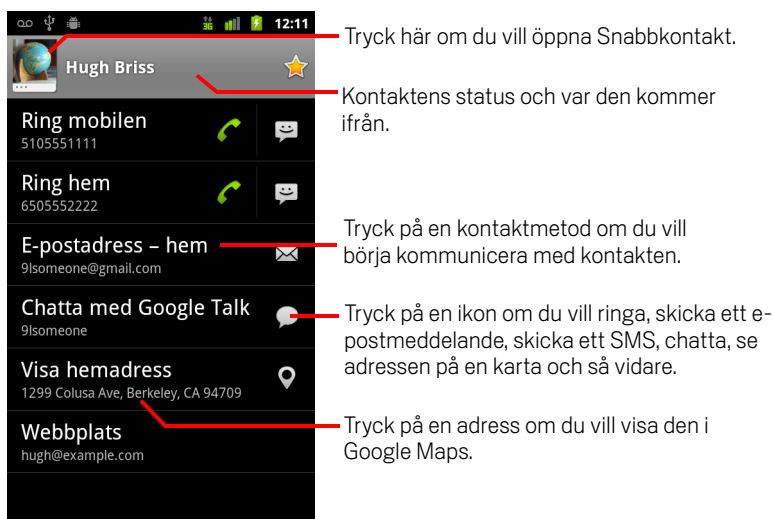 3G 12:11
Hugh Briss
Ring mobilen
5105551111
Ring hem
6505552222
E-postadress – hem
9lsomeone@gmail.com
Chatta med Google Talk
9lsomeone
Visa hemadress
1299 Colusa Ave, Berkeley, CA 94709
Webbplats
hugh@example.com
Tryck här om du vill öppna Snabbkontakt.
Kontaktens status och var den kommer
ifrån.
Tryck på en kontaktmetod om du vill
börja kommunicera med kontakten.
Tryck på en ikon om du vill ringa, skicka ett e-
postmeddelande, skicka ett SMS, chatta, se
adressen på en karta och så vidare.
Tryck på en adress om du vill visa den i
Google Maps.